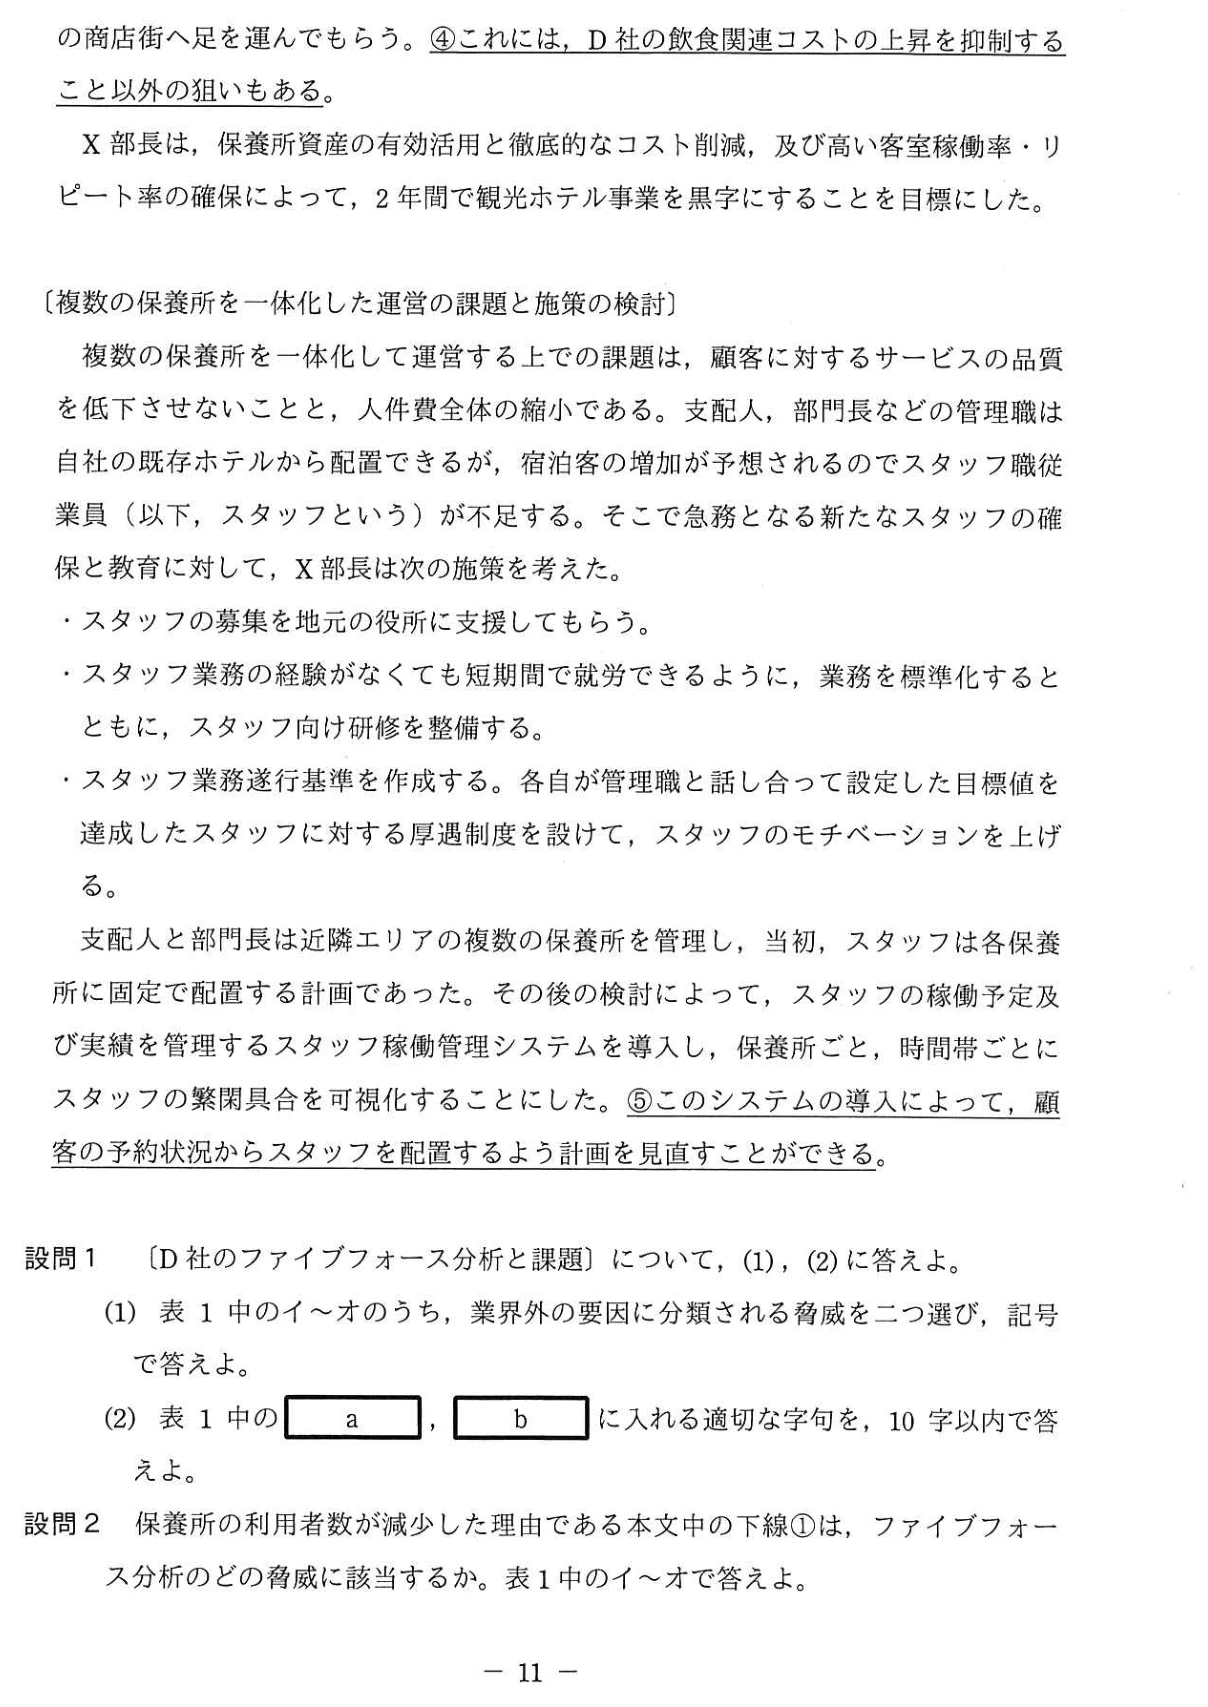 の商店街へ足を運んでもらう。④これには，D 社の飲食関連コストの上昇を抑制する
こと以外の狙いもある。
X 部長は，保養所資産の有効活用と徹底的なコスト削減，及び高い客室稼働率・リ
ピート率の確保によって，2 年間で観光ホテル事業を黒字にすることを目標にした。
〔複数の保養所を一体化した運営の課題と施策の検討〕
複数の保養所を一体化して運営する上での課題は，顧客に対するサービスの品質
を低下させないことと，人件費全体の縮小である。支配人，部門長などの管理職は
自社の既存ホテルから配置できるが，宿泊客の増加が予想されるのでスタッフ職従
業員（以下，スタッフという）が不足する。そこで急務となる新たなスタッフの確
保と教育に対して，X 部長は次の施策を考えた。
・スタッフの募集を地元の役所に支援してもらう。
・スタッフ業務の経験がなくても短期間で就労できるように，業務を標準化すると
ともに，スタッフ向け研修を整備する。
・スタッフ業務遂行基準を作成する。各自が管理職と話し合って設定した目標値を
達成したスタッフに対する厚遇制度を設けて，スタッフのモチベーションを上げ
る。
支配人と部門長は近隣エリアの複数の保養所を管理し，当初，スタッフは各保養
所に固定で配置する計画であった。その後の検討によって，スタッフの稼働予定及
び実績を管理するスタッフ稼働管理システムを導入し，保養所ごと，時間帯ごとに
スタッフの繁閑具合を可視化することにした。⑤このシステムの導入によって，顧
客の予約状況からスタッフを配置するよう計画を見直すことができる。
設問1 〔D 社のファイブフォース分析と課題〕について，(1)，(2)に答えよ。
(1) 表 1 中のイ～オのうち，業界外の要因に分類される脅威を二つ選び，記号
で答えよ。
(2) 表 1 中の a ， b に入れる適切な字句を，10 字以内で答
えよ。
設問2 保養所の利用者数が減少した理由である本文中の下線①は，ファイブフォー
ス分析のどの脅威に該当するか。表1中のイ～オで答えよ。
－ 11 －